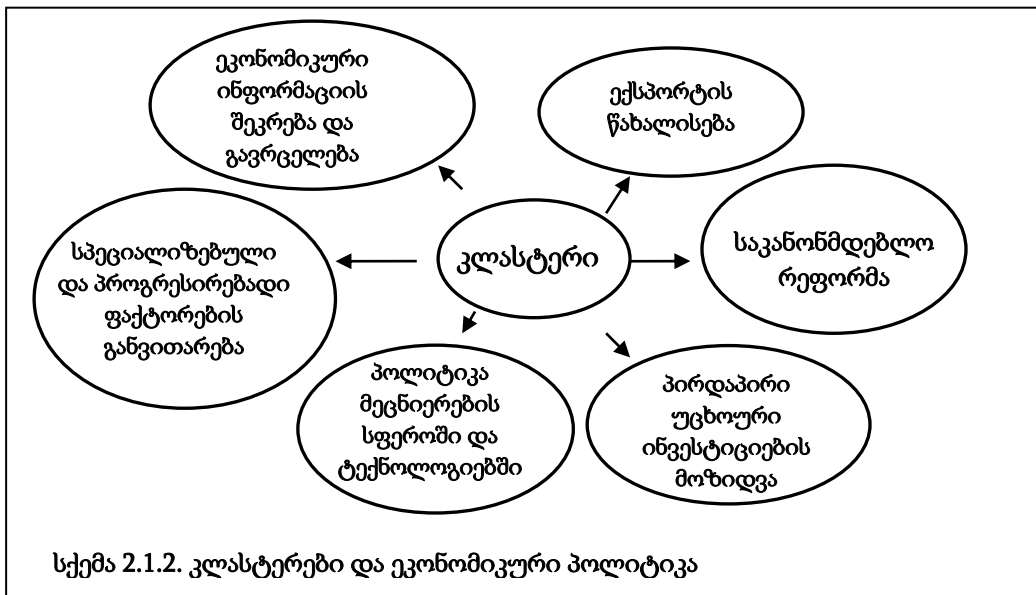 ეკონომიკური
ინფორმაციის
შეკრება და
გავრცელება
ექსპორტის
წახალისება
სპეციალიზებული
და პროგრესირებადი
ფაქტორების
განვითარება
კლასტერი
საკანონმდებლო
რეფორმა
პოლიტიკა
მეცნიერების
სფეროში და
ტექნოლოგიებში
პირდაპირი
უცხოური
ინვესტიციების
მოზიდვა
სქემა 2.1.2. კლასტერები და ეკონომიკური პოლიტიკა